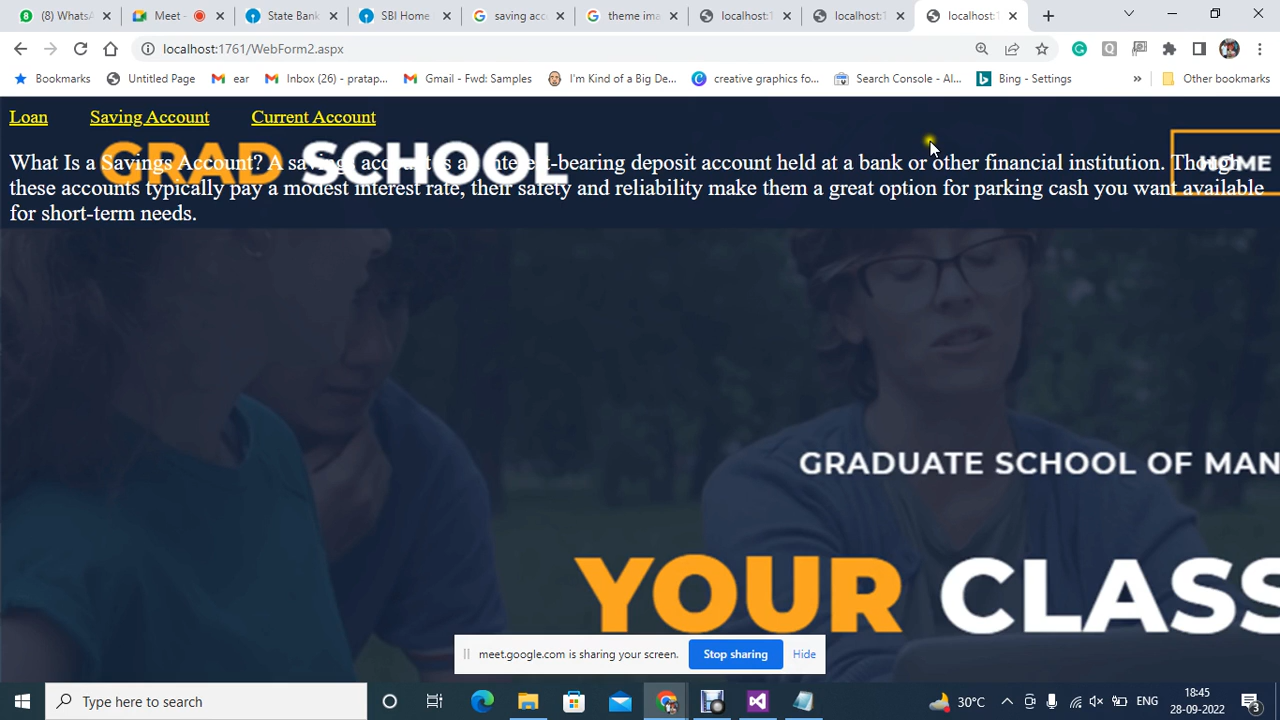 (8) WhatsA
Meet -
State Bank
SBI Home
saving acc
theme ima
localhost:1
localhost:1
localhost:1
localhost:1761/WebForm2.aspx
Bookmarks
Untitled Page
ear
Inbox (26) - pratap...
Gmail - Fwd: Samples
I'm Kind of a Big De...
creative graphics fo...
Search Console - Al...
Bing - Settings
»
Other bookmarks
Loan Saving Account Current Account
GRAD SCHOOL
HOME
What Is a Savings Account? A savings account is an interest-bearing deposit account held at a bank or other financial institution. Though
these accounts typically pay a modest interest rate, their safety and reliability make them a great option for parking cash you want available
for short-term needs.
GRADUATE SCHOOL OF MAN
YOUR CLASS
meet.google.com is sharing your screen.
Stop sharing
Hide
Type here to search
30°C
ENG
18:45
28-09-2022
3